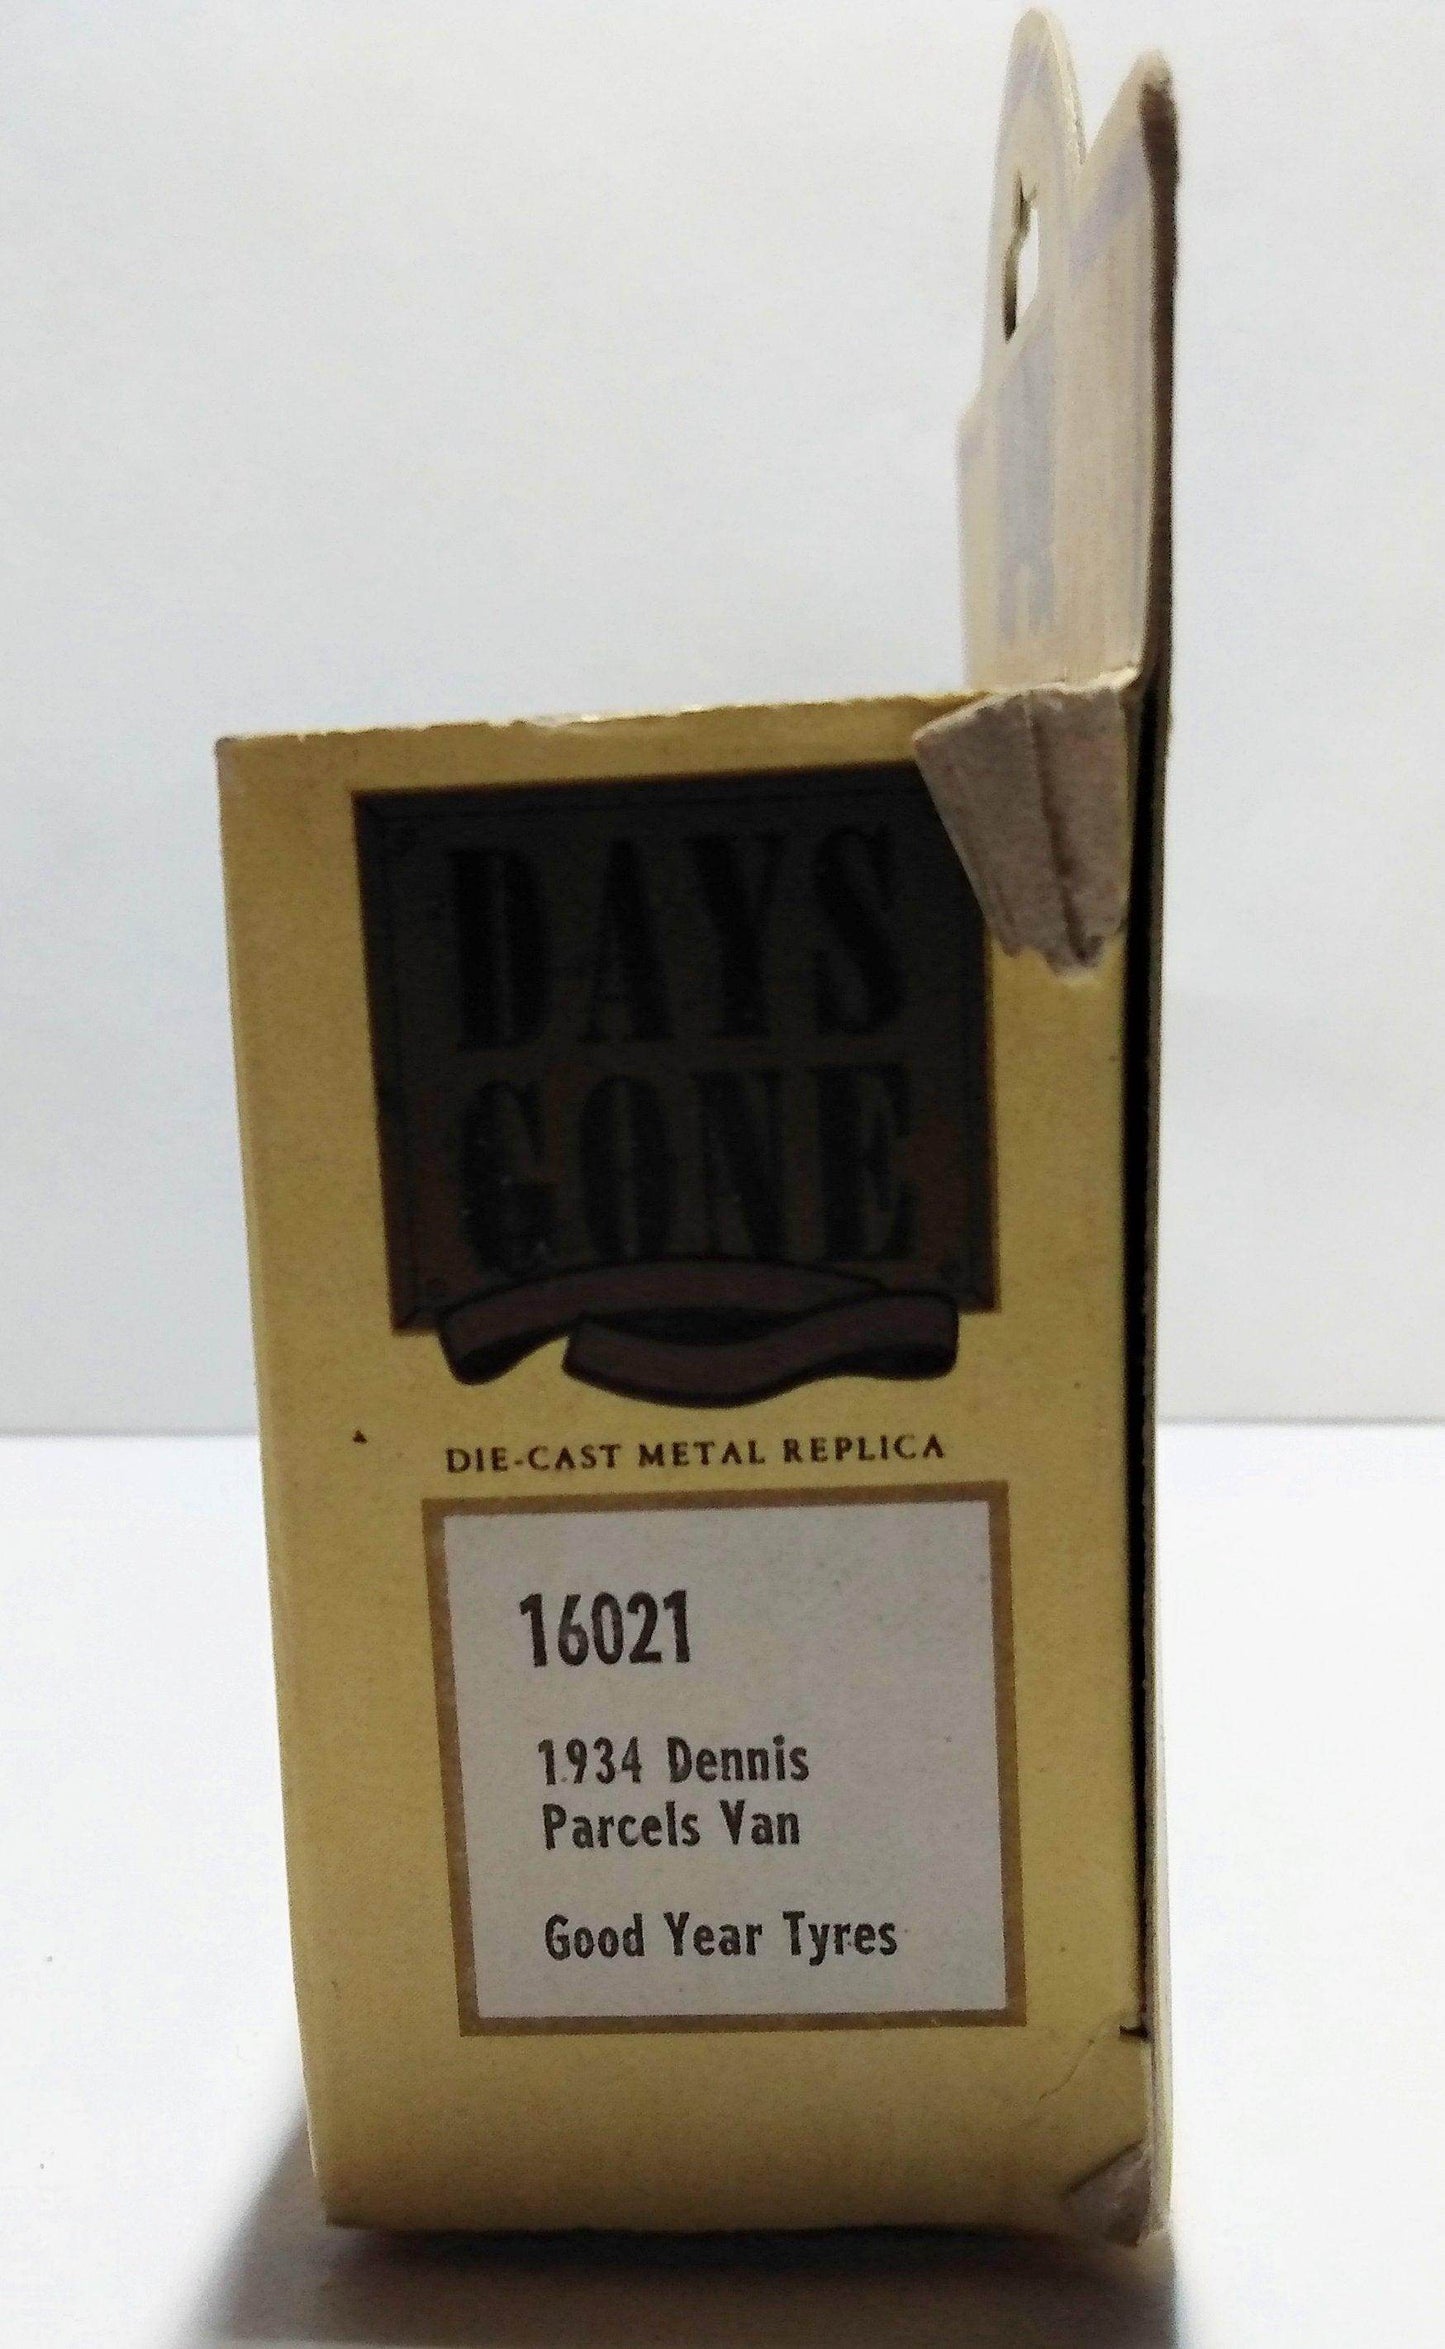 DAYS
GONE
DIE-CAST METAL REPLICA
16021
1934 Dennis
Parcels Van
Good Year Tyres